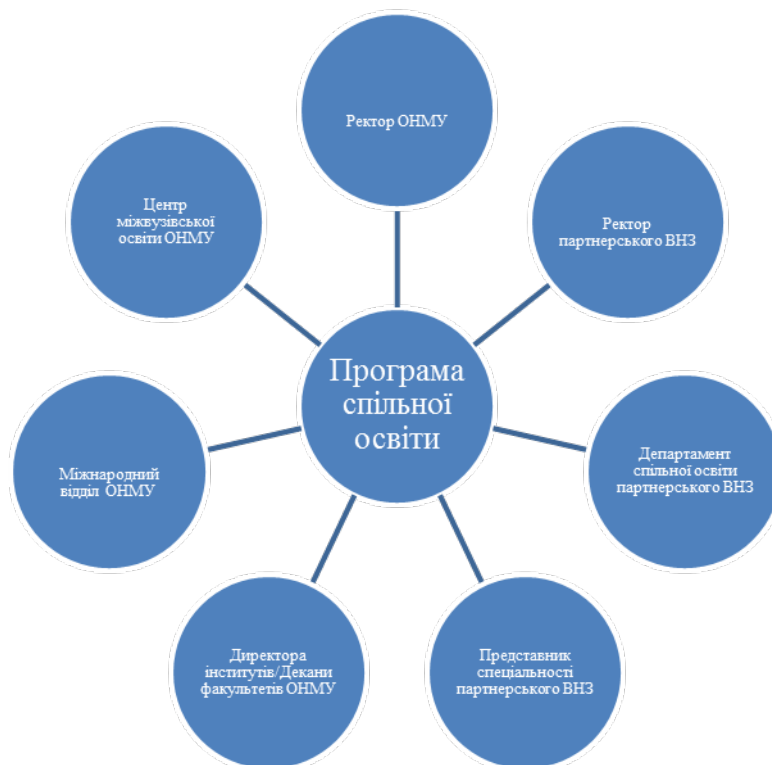 Ректор ОНМУ
Центр
міжвузівської
освіти ОНМУ
Ректор
партнерського ВНЗ
Програма
спільної
освіти
Міжнародний
відділ ОНМУ
Департамент
спільної освіти
партнерського ВНЗ
Директора
інститутів/Декани
факультетів ОНМУ
Представник
спеціальності
партнерського ВНЗ